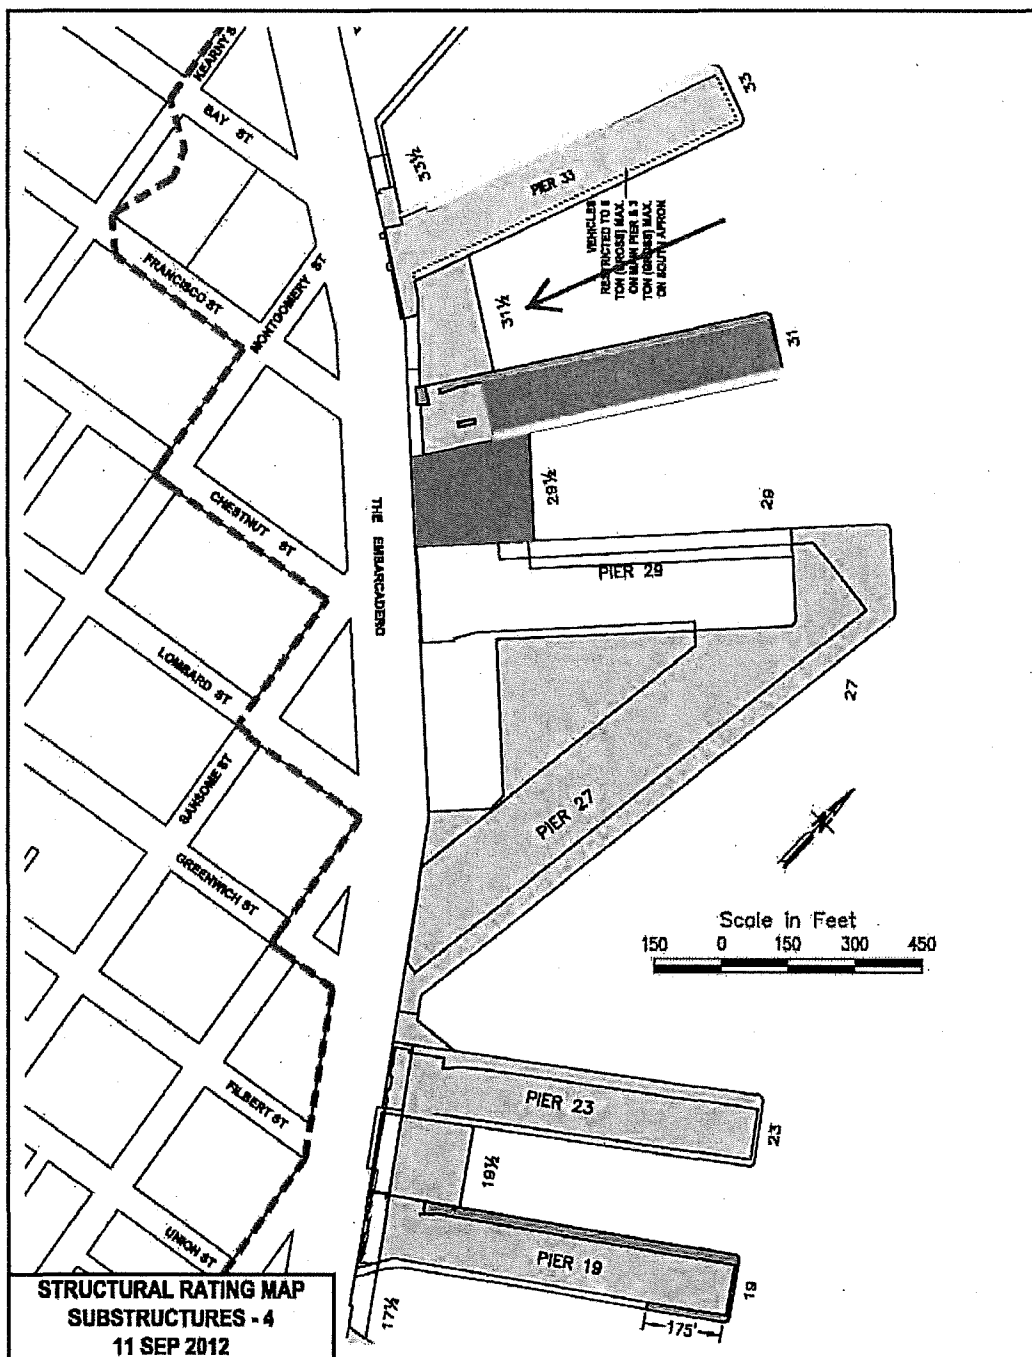 KEARNY S
BAY ST
33½
33
PIER 33
VEHICLES
RESTRICTED TO 8
TON (GROSS) MAX.
ON MAIN PIER & 3
TON (GROSS) MAX.
ON SOUTH APRON
FRANCISCO ST
MONTGOMERY ST
31½
31
CHESTNUT ST
THE EMBARCADERO
29½
29
PIER 29
LOMBARD ST
27
SANSOME ST
PIER 27
GREENWICH ST
Scale in Feet
150 0 150 300 450
FILBERT ST
PIER 23
23
19½
UNION ST
PIER 19
19
17½
175'
STRUCTURAL RATING MAP
SUBSTRUCTURES - 4
11 SEP 2012